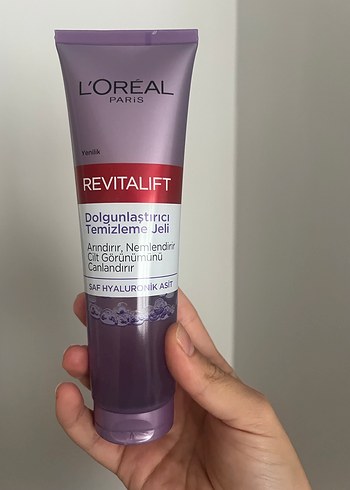 L'ORÉAL
PARIS
Yenilik
REVITALIFT
Dolgunlaştırıcı
Temizleme Jeli
Arındırır, Nemlendirir
Cilt Görünümünü
Canlandırır
SAF HYALURONİK ASİT